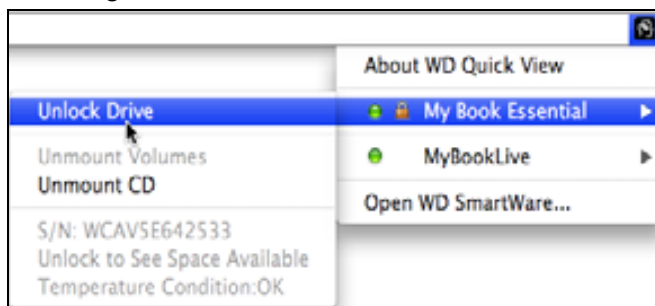 About WD Quick View
My Book Essential
MyBookLive
Open WD SmartWare...
Unlock Drive
Unmount Volumes
Unmount CD
S/N: WCAV5E642533
Unlock to See Space Available
Temperature Condition:OK